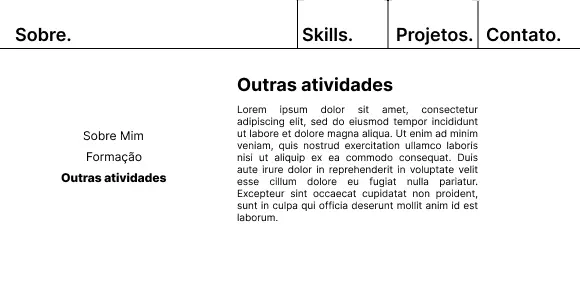 Sobre.
Skills.
Projetos.
Contato.
Sobre Mim
Formação
Outras atividades
Outras atividades
Lorem ipsum dolor sit amet, consectetur
adipiscing elit, sed do eiusmod tempor incididunt
ut labore et dolore magna aliqua. Ut enim ad minim
veniam, quis nostrud exercitation ullamco laboris
nisi ut aliquip ex ea commodo consequat. Duis
aute irure dolor in reprehenderit in voluptate velit
esse cillum dolore eu fugiat nulla pariatur.
Excepteur sint occaecat cupidatat non proident,
sunt in culpa qui officia deserunt mollit anim id est
laborum.